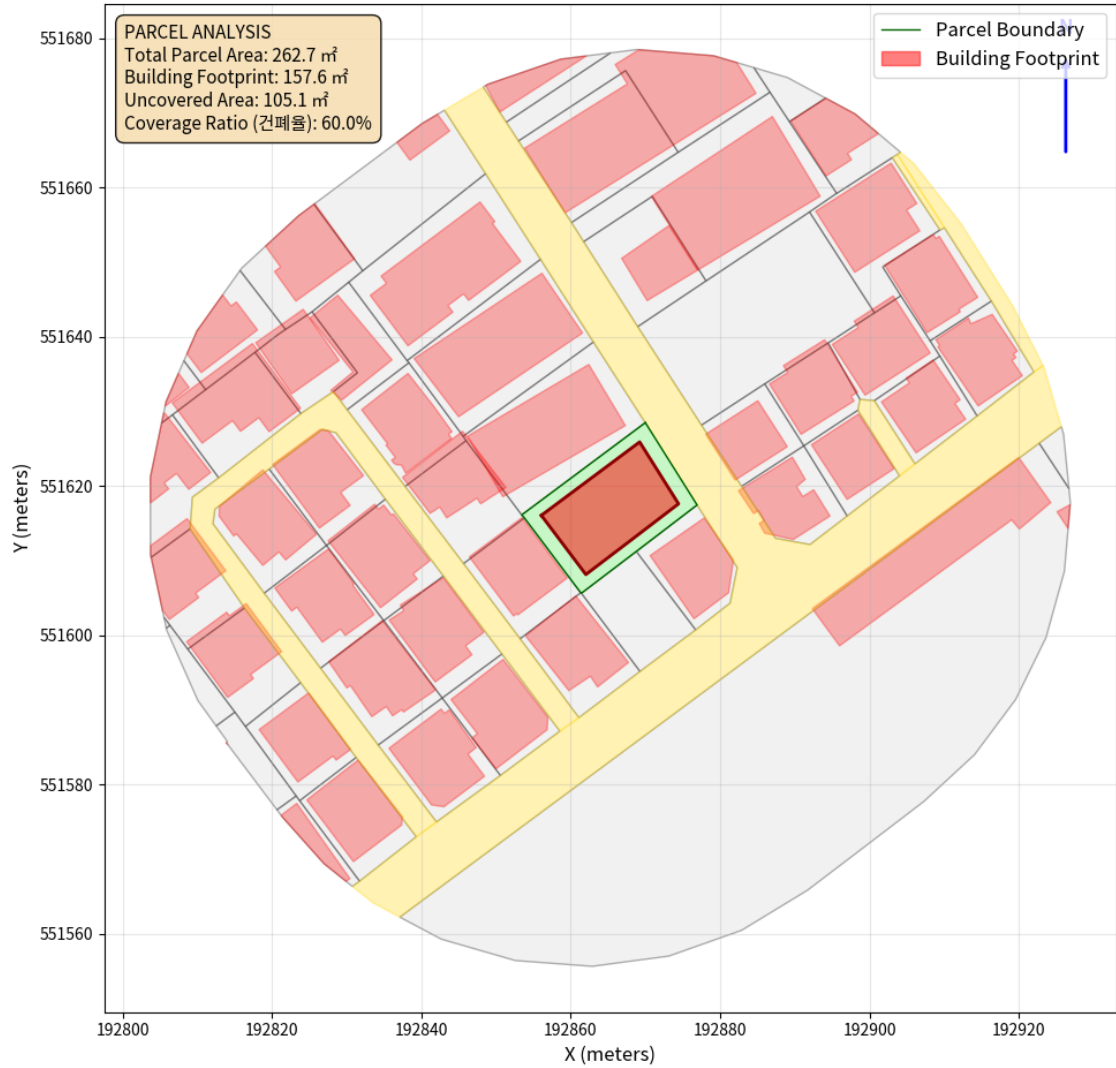 PARCEL ANALYSIS
Total Parcel Area: 262.7 ㎡
Building Footprint: 157.6 ㎡
Uncovered Area: 105.1 ㎡
Coverage Ratio (건폐율): 60.0%
Parcel Boundary
Building Footprint
N
551680
551660
551640
551620
551600
551580
551560
Y (meters)
192800
192820
192840
192860
192880
192900
192920
X (meters)